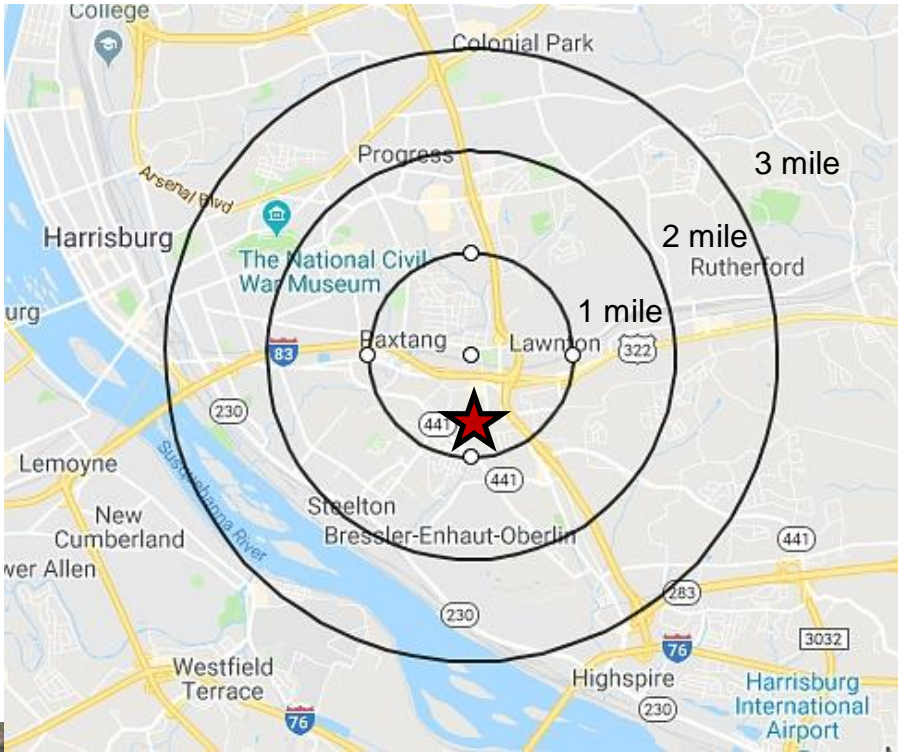 College
Colonial Park
3 mile
Progress
Arsenal Blvd
2 mile
Harrisburg
The National Civil
War Museum
Rutherford
urg
1 mile
Paxtang
Lawnton
83
322
230
441
Lemoyne
441
Susquehanna River
Steelton
New
Cumberland
Bressler-Enhaut-Oberlin
441
wer Allen
283
230
3032
76
Westfield
Terrace
Highspire
Harrisburg
International
Airport
230
76